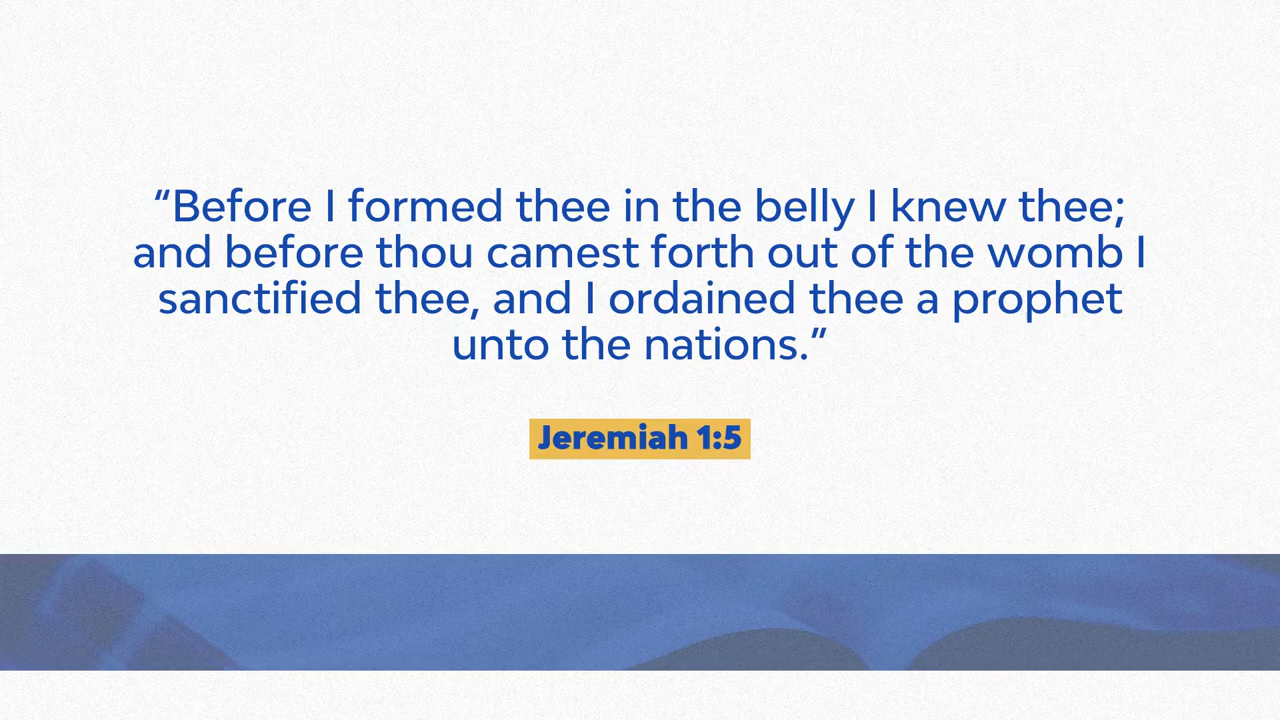 “Before I formed thee in the belly I knew thee;
and before thou camest forth out of the womb I
sanctified thee, and I ordained thee a prophet
unto the nations.”
Jeremiah 1:5